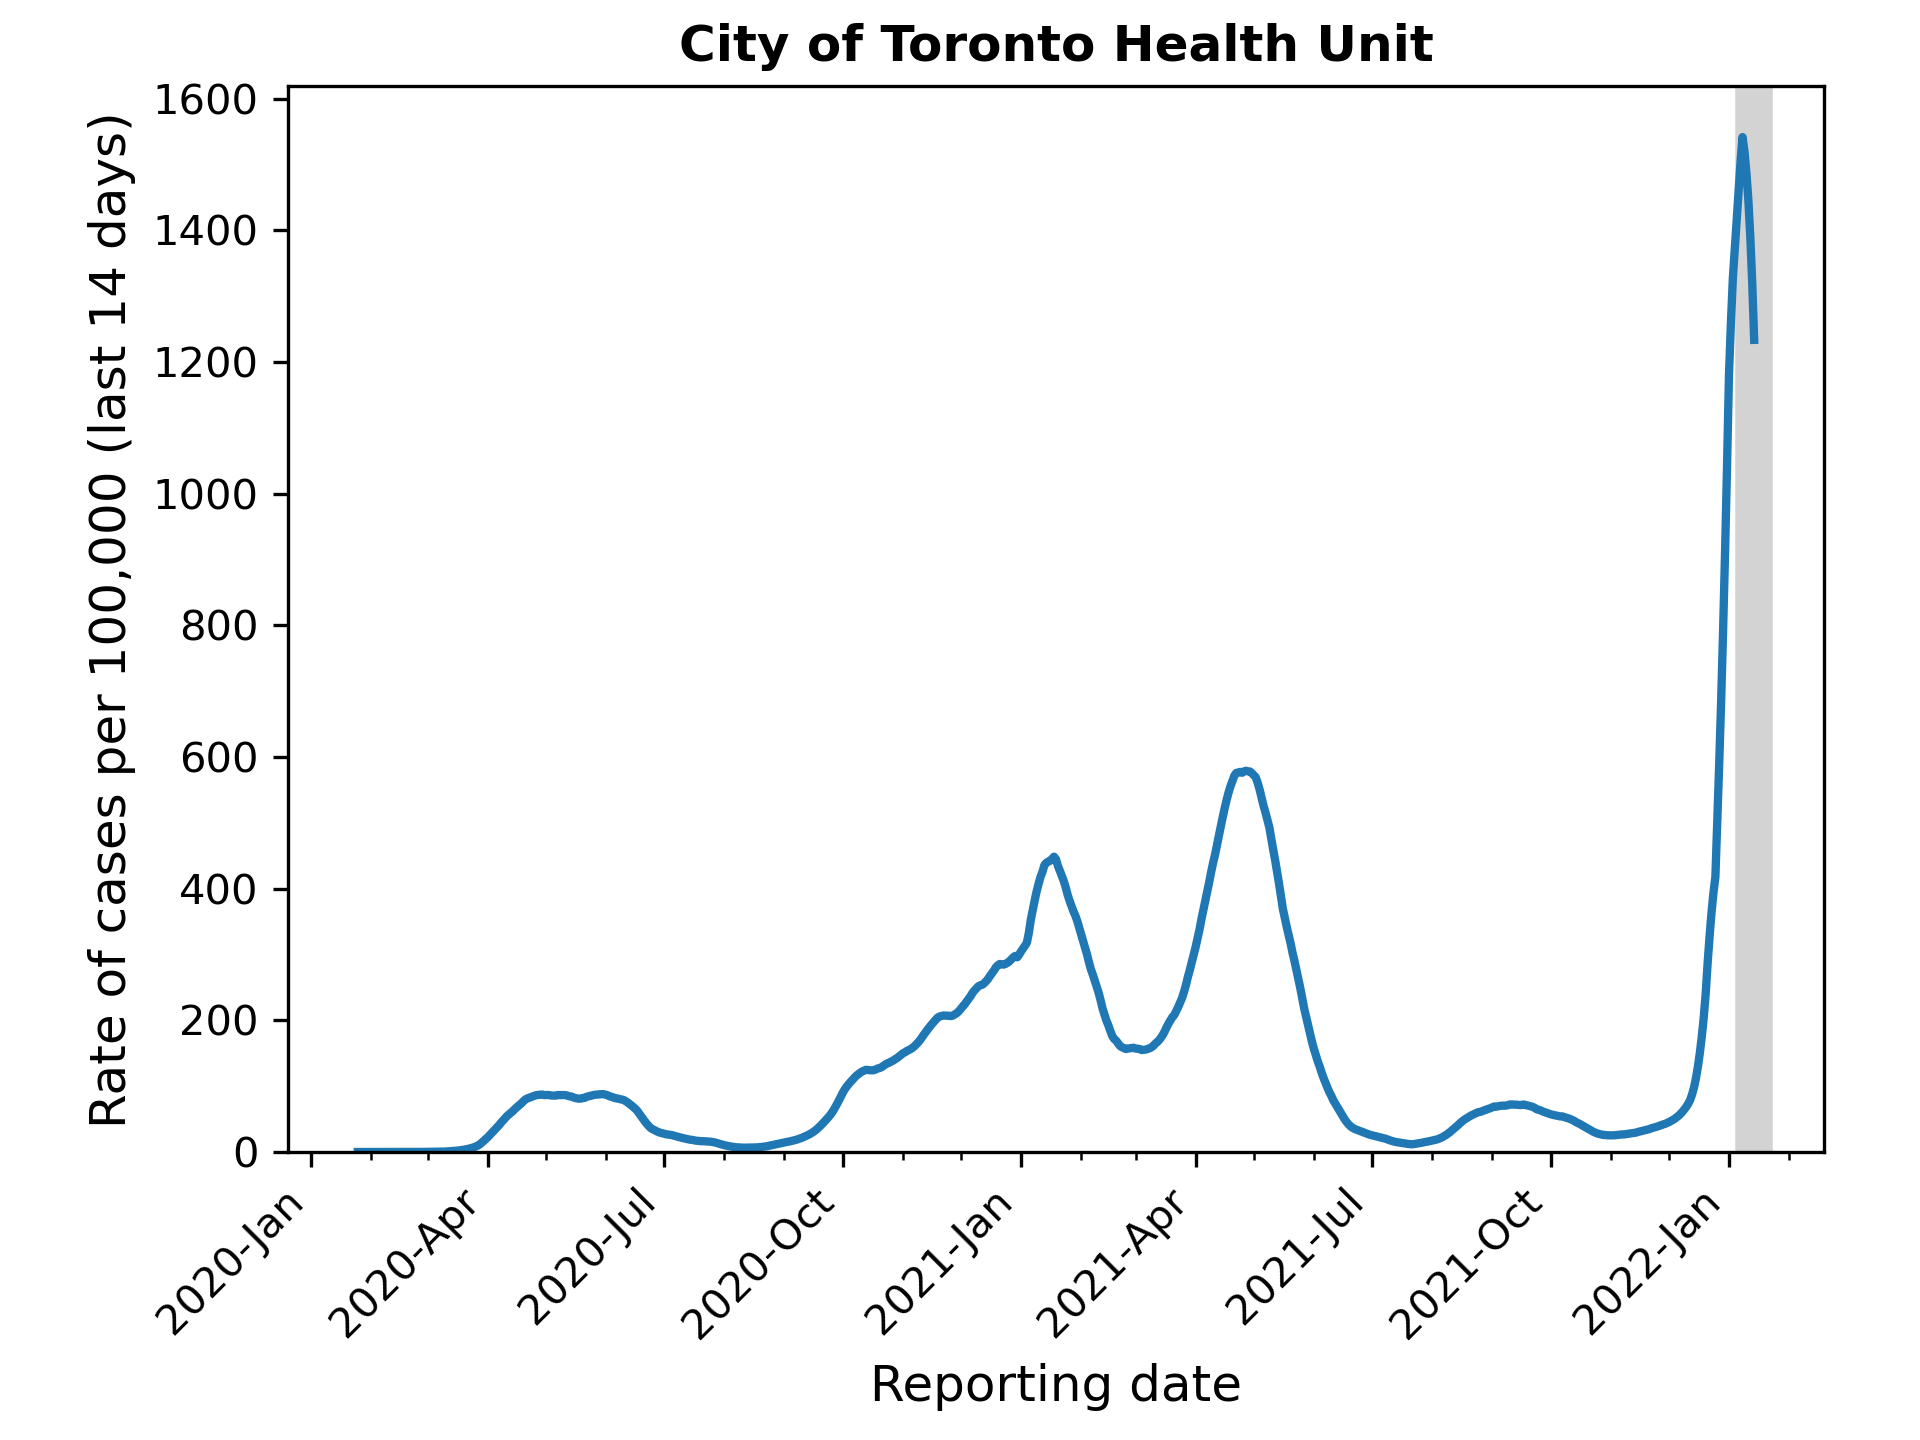 City of Toronto Health Unit
Rate of cases per 100,000 (last 14 days)
1600
1400
1200
1000
800
600
400
200
0
2020-Jan
2020-Apr
2020-Jul
2020-Oct
2021-Jan
2021-Apr
2021-Jul
2021-Oct
2022-Jan
Reporting date